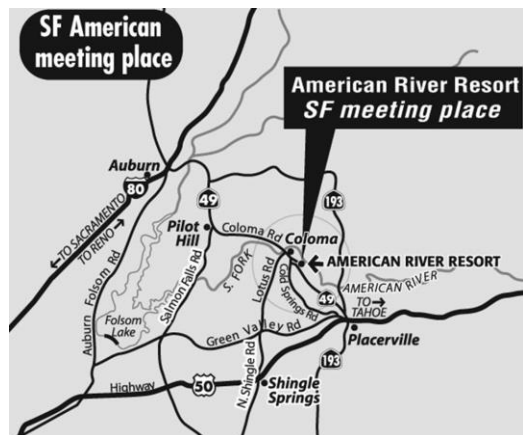 SF American
meeting place
American River Resort
SF meeting place
Auburn
80
←TO SACRAMENTO
TO RENO→
49
193
Pilot
Hill
Coloma Rd
Coloma
← AMERICAN RIVER RESORT
S. FORK
Lotus Rd
Cold Springs Rd
49
AMERICAN RIVER
TO→
TAHOE
Auburn Folsom Rd
Salmon Falls Rd
Folsom
Lake
Green Valley Rd
Placerville
193
Highway
50
N. Shingle Rd
Shingle
Springs